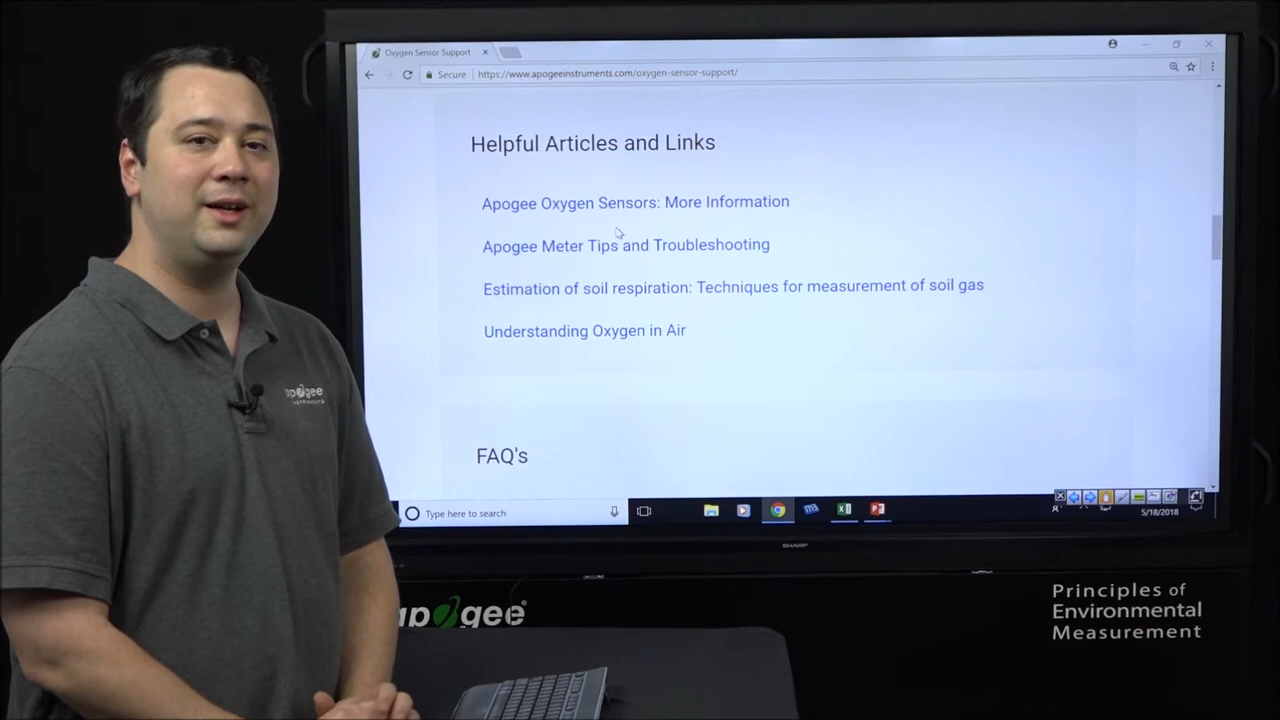 Oxygen Sensor Support
Secure
https://www.apogeeinstruments.com/oxygen-sensor-support/
Helpful Articles and Links
Apogee Oxygen Sensors: More Information
Apogee Meter Tips and Troubleshooting
Estimation of soil respiration: Techniques for measurement of soil gas
Understanding Oxygen in Air
FAQ's
Type here to search
5/18/2018
SHARP
apogee
apogee
Principles of
Environmental
Measurement